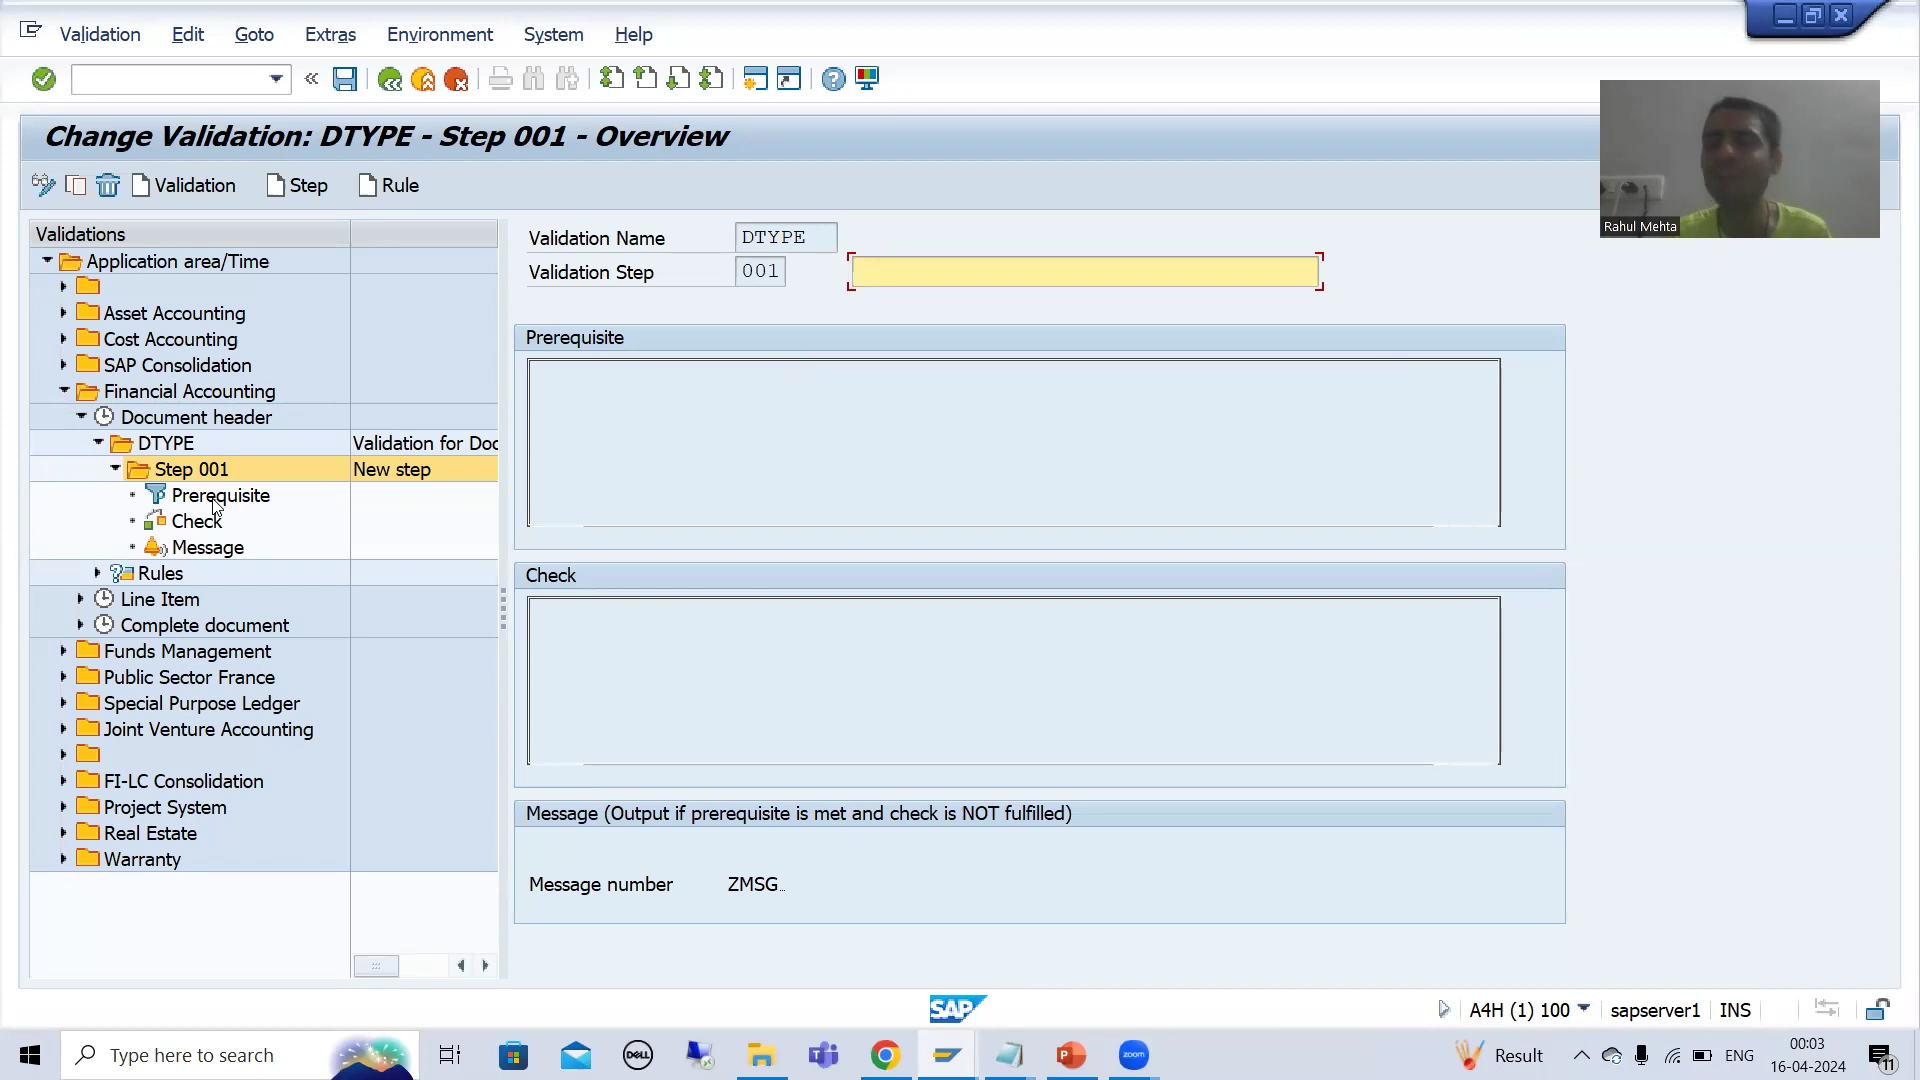 Validation Edit Goto Extras Environment System Help
Change Validation: DTYPE - Step 001 - Overview
Validation Step Rule
Rahul Mehta
Validations
Application area/Time
Asset Accounting
Cost Accounting
SAP Consolidation
Financial Accounting
Document header
DTYPE Validation for Doc
Step 001 New step
Prerequisite
Check
Message
Rules
Line Item
Complete document
Funds Management
Public Sector France
Special Purpose Ledger
Joint Venture Accounting
FI-LC Consolidation
Project System
Real Estate
Warranty
Validation Name DTYPE
Validation Step 001
Prerequisite
Check
Message (Output if prerequisite is met and check is NOT fulfilled)
Message number ZMSG
SAP
A4H (1) 100 sapserver1 INS
Type here to search
DELL
zoom
Result
ENG
00:03
16-04-2024
11